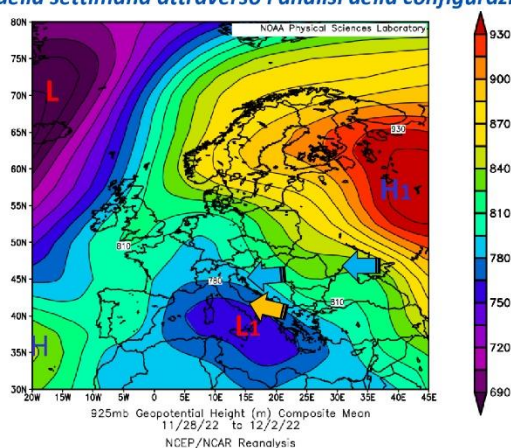 della settimana attraverso l'analisi della configurazi
NOAA Physical Sciences Laboratory
80N
75N
70N
65N
60N
55N
50N
45N
40N
35N
30N
L
H1
H
L1
930
810
780
810
20W 15W 10W 5W 0 5E 10E 15E 20E 25E 30E 35E 40E 45E
930
900
870
840
810
780
750
720
690
925mb Geopotential Height (m) Composite Mean
11/28/22 to 12/2/22
NCEP/NCAR Reanalysis